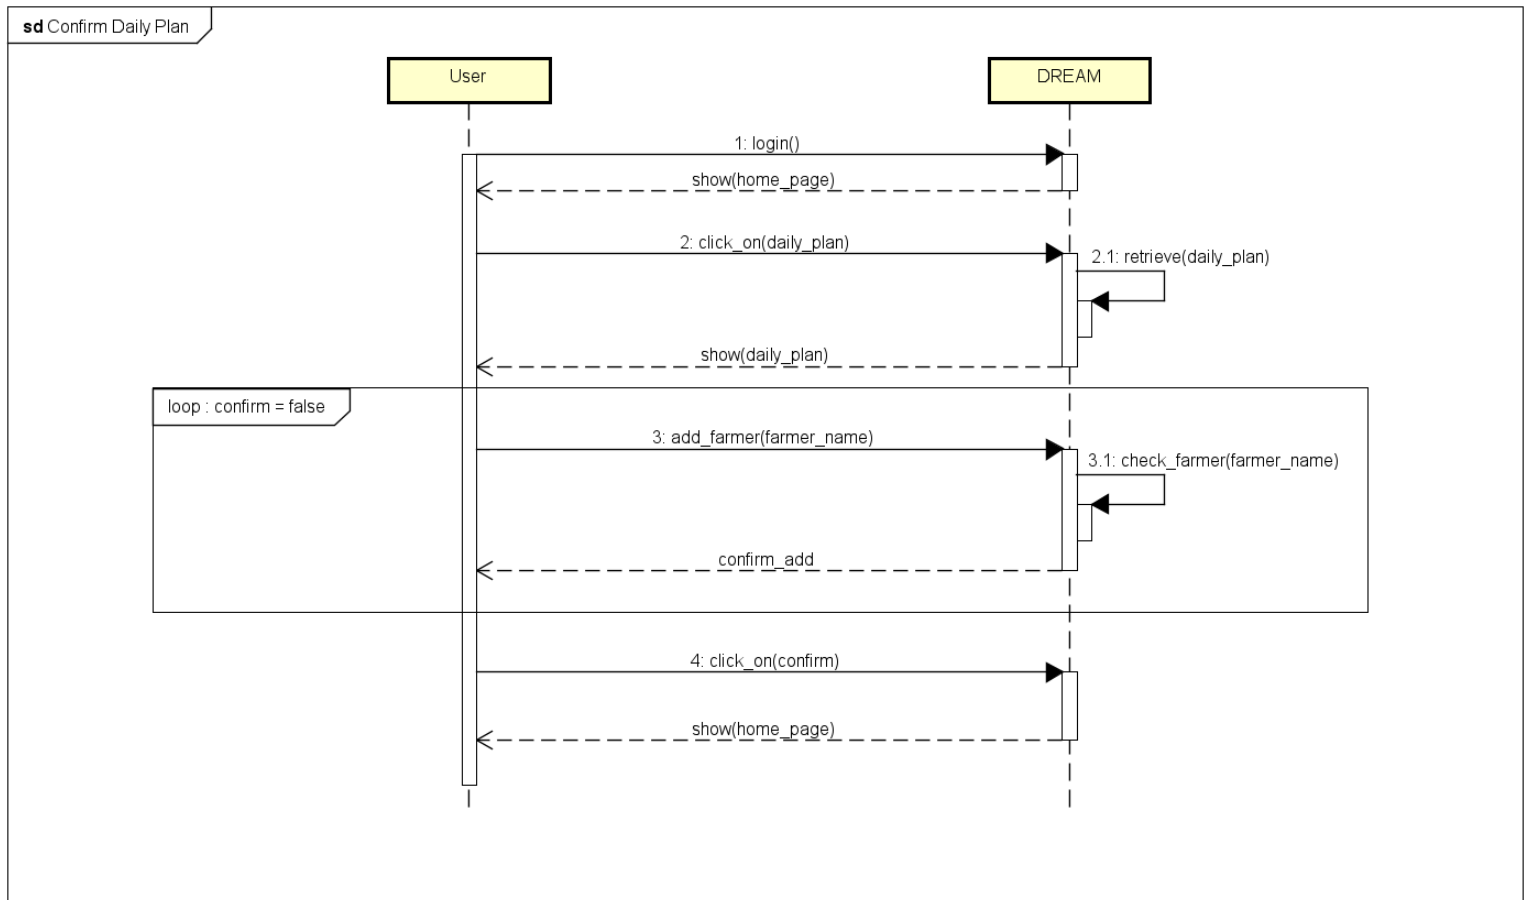 sd Confirm Daily Plan
User
DREAM
1: login()
show(home_page)
2: click_on(daily_plan)
2.1: retrieve(daily_plan)
show(daily_plan)
loop : confirm = false
3: add_farmer(farmer_name)
3.1: check_farmer(farmer_name)
confirm_add
4: click_on(confirm)
show(home_page)